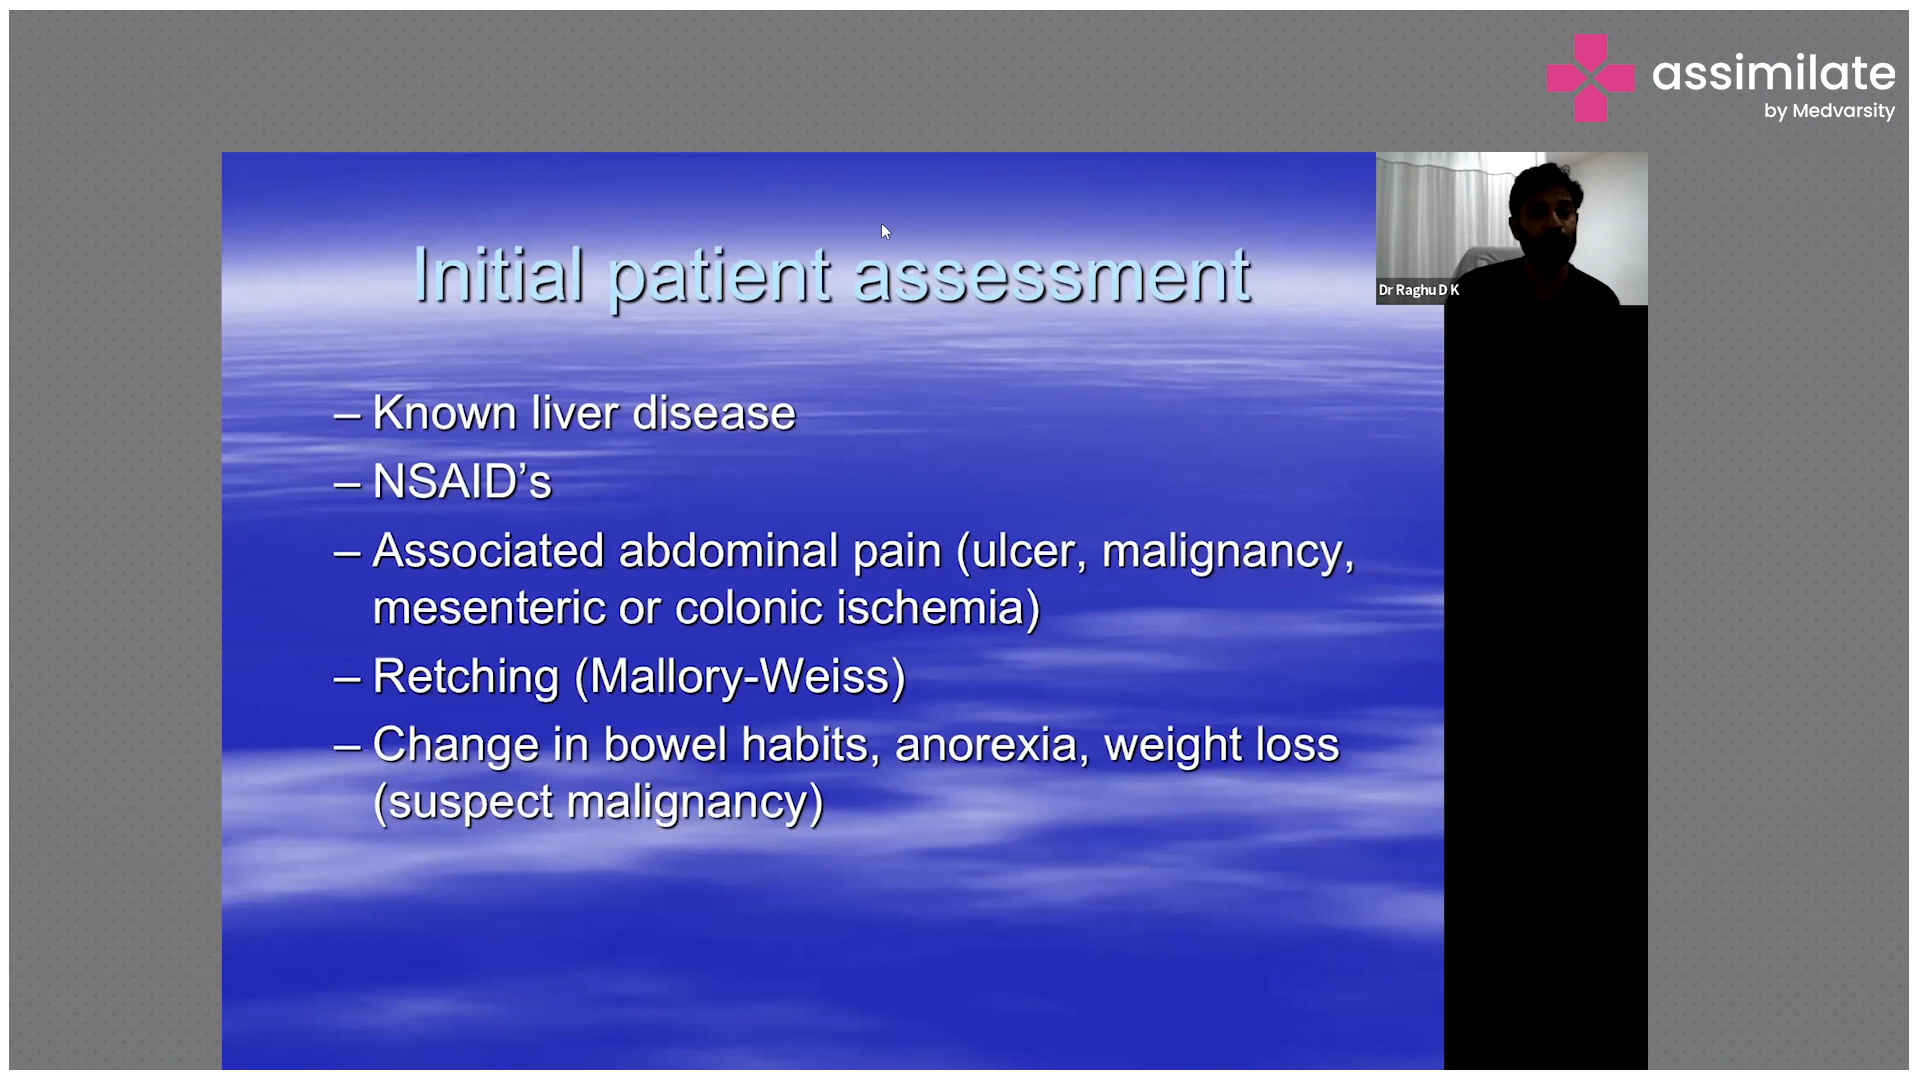 assimilate
by Medvarsity
Initial patient assessment
Dr Raghu D K
– Known liver disease
– NSAID’s
– Associated abdominal pain (ulcer, malignancy,
mesenteric or colonic ischemia)
– Retching (Mallory-Weiss)
– Change in bowel habits, anorexia, weight loss
(suspect malignancy)